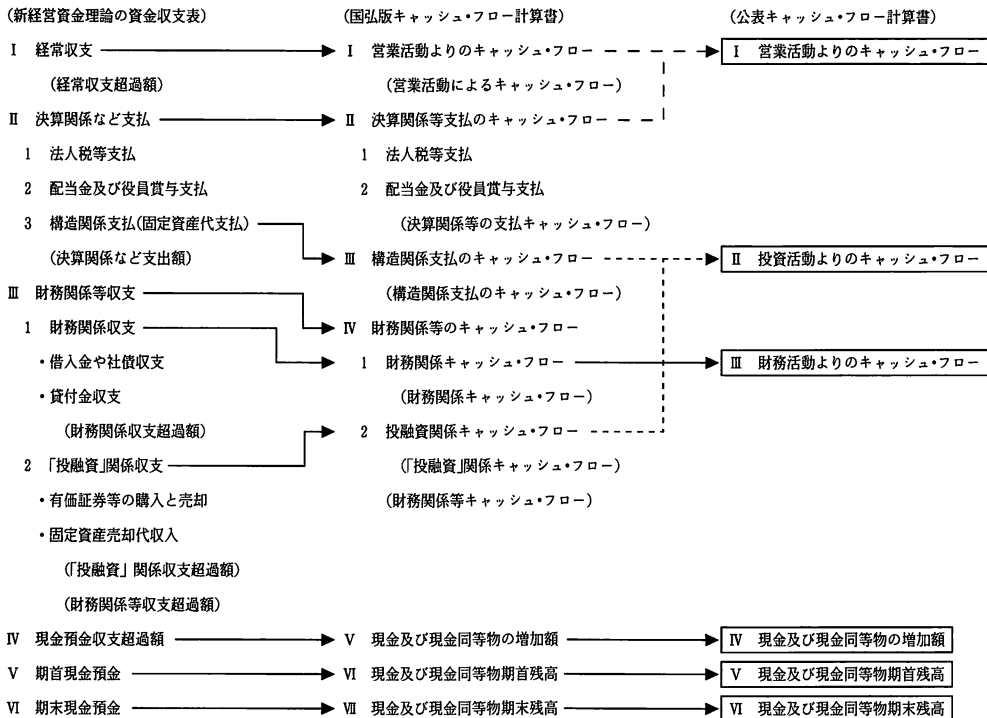 (新経営資金理論の資金収支表)
(国弘版キャッシュ・フロー計算書)
(公表キャッシュ・フロー計算書)
Ⅰ 経常収支
(経常収支超過額)
Ⅱ 決算関係など支払
1 法人税等支払
2 配当金及び役員賞与支払
3 構造関係支払(固定資産代支払)
(決算関係など支出額)
Ⅲ 財務関係等収支
1 財務関係収支
・借入金や社債収支
・貸付金収支
(財務関係収支超過額)
2 「投融資」関係収支
・有価証券等の購入と売却
・固定資産売却代収入
(「投融資」関係収支超過額)
(財務関係等収支超過額)
Ⅳ 現金預金収支超過額
Ⅴ 期首現金預金
Ⅵ 期末現金預金
Ⅰ 営業活動よりのキャッシュ・フロー
(営業活動によるキャッシュ・フロー)
Ⅱ 決算関係等支払のキャッシュ・フロー
1 法人税等支払
2 配当金及び役員賞与支払
(決算関係等の支払キャッシュ・フロー)
Ⅲ 構造関係支払のキャッシュ・フロー
(構造関係支払のキャッシュ・フロー)
Ⅳ 財務関係等のキャッシュ・フロー
1 財務関係キャッシュ・フロー
(財務関係キャッシュ・フロー)
2 投融資関係キャッシュ・フロー
(「投融資」関係キャッシュ・フロー)
(財務関係等キャッシュ・フロー)
Ⅴ 現金及び現金同等物の増加額
Ⅵ 現金及び現金同等物期首残高
Ⅶ 現金及び現金同等物期末残高
Ⅰ 営業活動よりのキャッシュ・フロー
Ⅱ 投資活動よりのキャッシュ・フロー
Ⅲ 財務活動よりのキャッシュ・フロー
Ⅳ 現金及び現金同等物の増加額
Ⅴ 現金及び現金同等物期首残高
Ⅵ 現金及び現金同等物期末残高